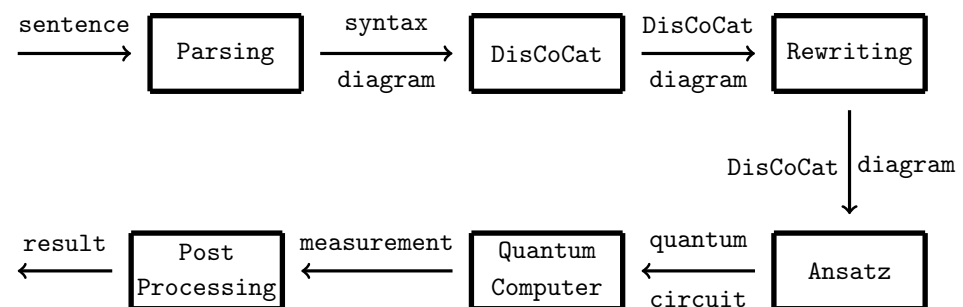 sentence
Parsing
syntax
diagram
DisCoCat
DisCoCat
diagram
Rewriting
DisCoCat diagram
Ansatz
quantum
circuit
Quantum
Computer
measurement
Post
Processing
result